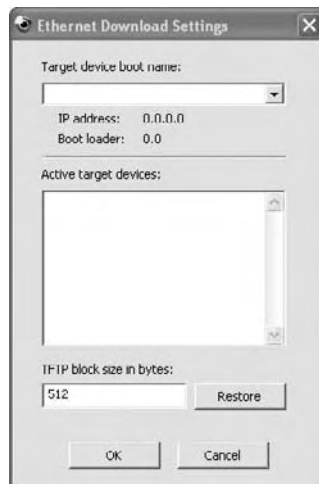 Ethernet Download Settings
Target device boot name:
IP address: 0.0.0.0
Boot loader: 0.0
Active target devices:
TFTP block size in bytes:
512 Restore
OK Cancel